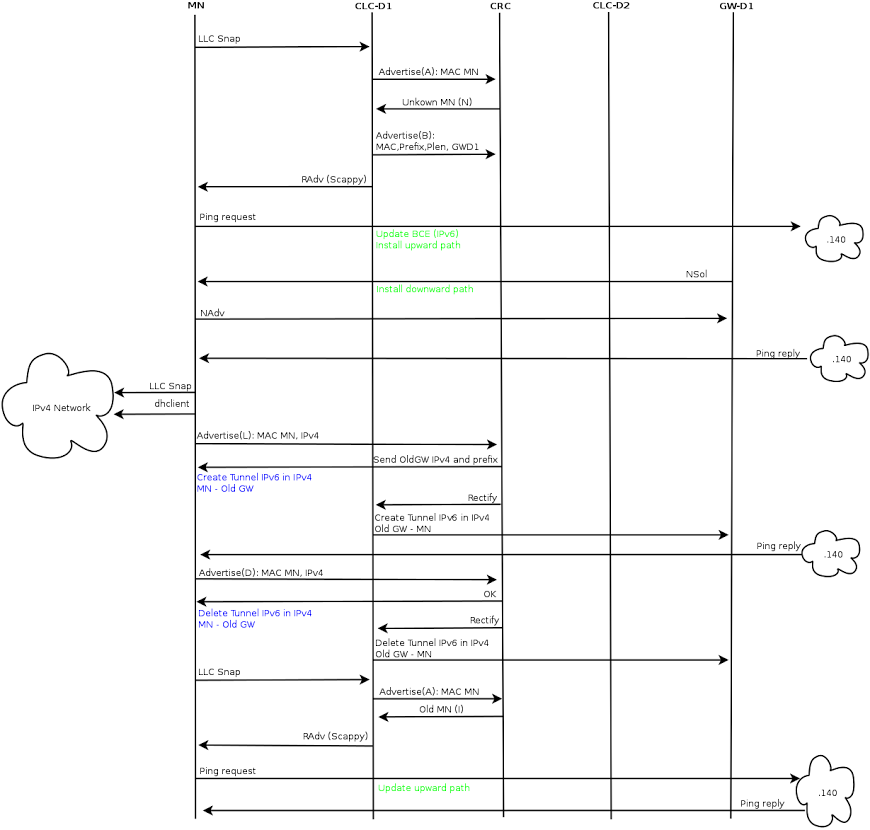 MN CLC-D1 CRC CLC-D2 GW-D1
LLC Snap
Advertise(A): MAC MN
Unkown MN (N)
Advertise(B):
MAC,Prefix,Plen, GWD1
RAdv (Scappy)
Ping request
Update BCE (IPv6)
Install upward path
.140
NSol
Install downward path
NAdv
Ping reply
.140
LLC Snap
dhclient
IPv4 Network
Advertise(L): MAC MN, IPv4
Send OldGW IPv4 and prefix
Create Tunnel IPv6 in IPv4
MN - Old GW
Rectify
Create Tunnel IPv6 in IPv4
Old GW - MN
Ping reply
.140
Advertise(D): MAC MN, IPv4
OK
Delete Tunnel IPv6 in IPv4
MN - Old GW
Rectify
Delete Tunnel IPv6 in IPv4
Old GW - MN
LLC Snap
Advertise(A): MAC MN
Old MN (I)
RAdv (Scappy)
Ping request
Update upward path
.140
Ping reply